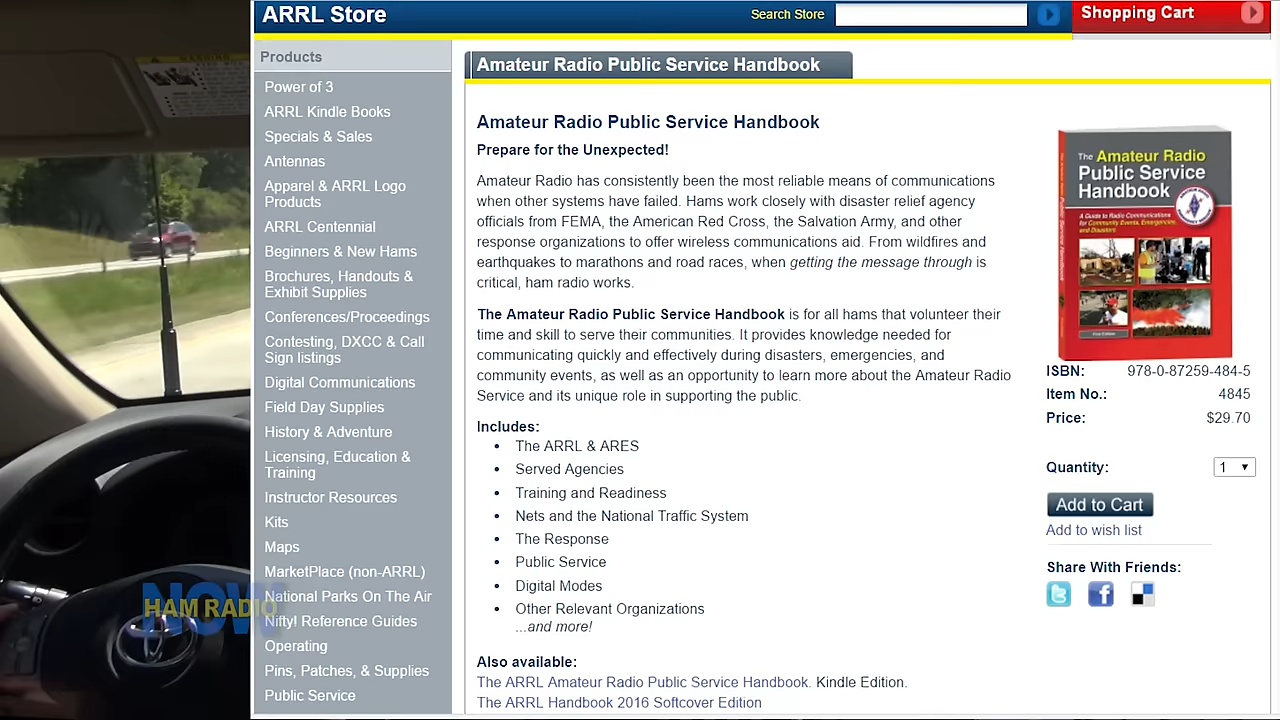 ARRL Store
Search Store
Shopping Cart
Products
Power of 3
ARRL Kindle Books
Specials & Sales
Antennas
Apparel & ARRL Logo
Products
ARRL Centennial
Beginners & New Hams
Brochures, Handouts &
Exhibit Supplies
Conferences/Proceedings
Contesting, DXCC & Call
Sign listings
Digital Communications
Field Day Supplies
History & Adventure
Licensing, Education &
Training
Instructor Resources
Kits
Maps
MarketPlace (non-ARRL)
National Parks On The Air
Nifty! Reference Guides
Operating
Pins, Patches, & Supplies
Public Service
Amateur Radio Public Service Handbook
Amateur Radio Public Service Handbook
Prepare for the Unexpected!
Amateur Radio has consistently been the most reliable means of communications
when other systems have failed. Hams work closely with disaster relief agency
officials from FEMA, the American Red Cross, the Salvation Army, and other
response organizations to offer wireless communications aid. From wildfires and
earthquakes to marathons and road races, when getting the message through is
critical, ham radio works.
The Amateur Radio Public Service Handbook is for all hams that volunteer their
time and skill to serve their communities. It provides knowledge needed for
communicating quickly and effectively during disasters, emergencies, and
community events, as well as an opportunity to learn more about the Amateur Radio
Service and its unique role in supporting the public.
Includes:
• The ARRL & ARES
• Served Agencies
• Training and Readiness
• Nets and the National Traffic System
• The Response
• Public Service
• Digital Modes
• Other Relevant Organizations
...and more!
Also available:
The ARRL Amateur Radio Public Service Handbook. Kindle Edition.
The ARRL Handbook 2016 Softcover Edition
The Amateur Radio
Public Service
Handbook
A Guide to Radio Communications
for Community Events, Emergencies,
and Disasters
ISBN: 978-0-87259-484-5
Item No.: 4845
Price: $29.70
Quantity: 1
Add to Cart
Add to wish list
Share With Friends:
NOW
HAM RADIO